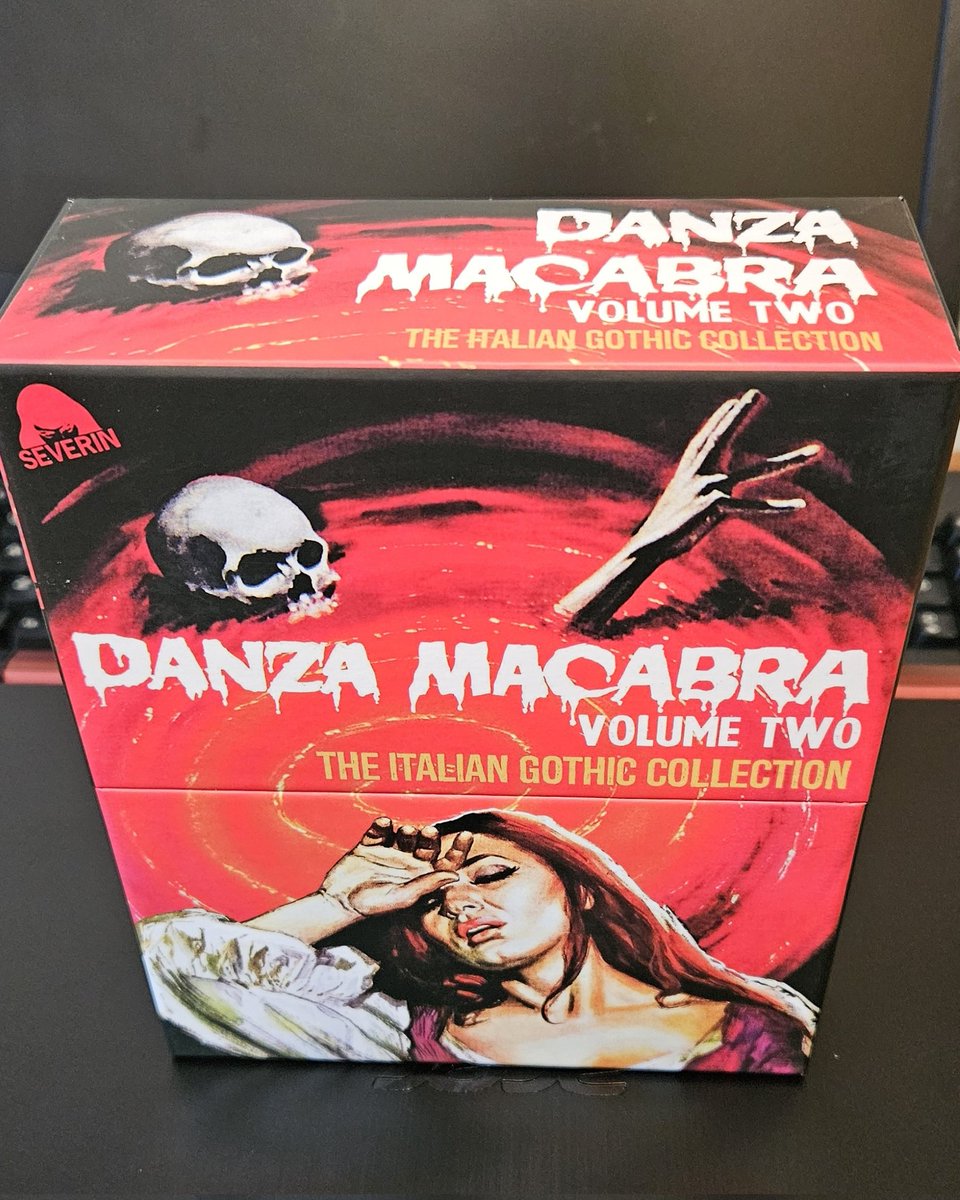 DANZA
MACABRA
VOLUME TWO
THE ITALIAN GOTHIC COLLECTION
SEVERIN
DANZA MACABRA
VOLUME TWO
THE ITALIAN GOTHIC COLLECTION